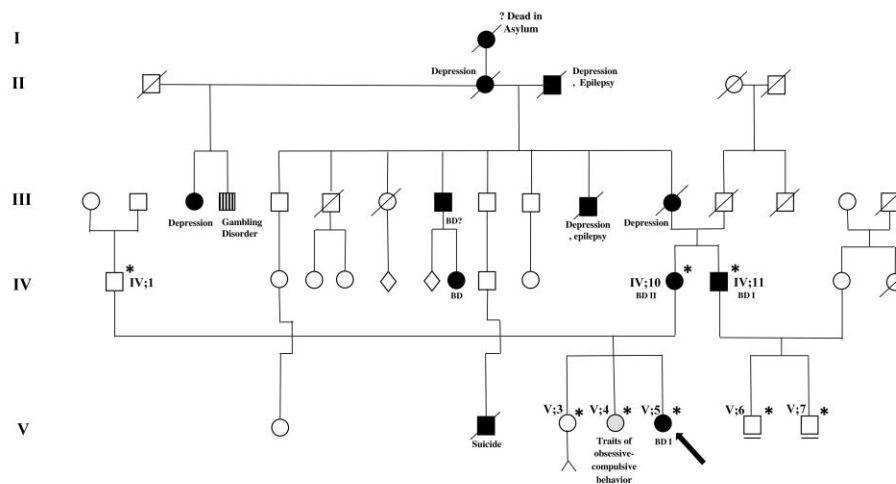 ? Dead in
Asylum
I
II
Depression
Depression
, Epilepsy
III
Depression
Gambling
Disorder
BD?
Depression
, epilepsy
Depression
IV
*
IV;1
BD
IV;10 *
BD II
*
IV;11
BD I
V
Suicide
V;3 *
V;4 *
Traits of
obsessive-
compulsive
behavior
V;5 *
BD I
V;6 *
V;7 *